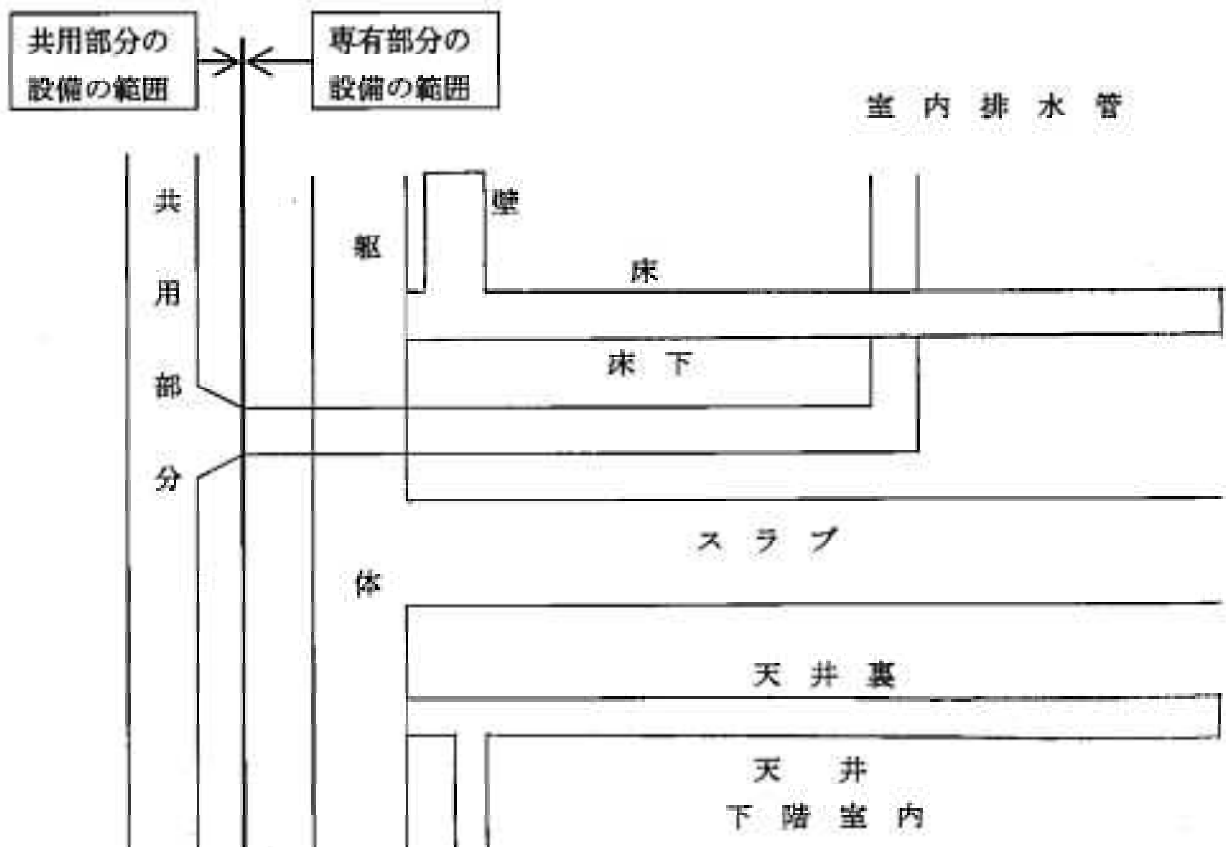 共用部分の
設備の範囲
専有部分の
設備の範囲
室内排水管
共用部分
躯体
壁
床
床下
スラブ
天井裏
天井
下階室内